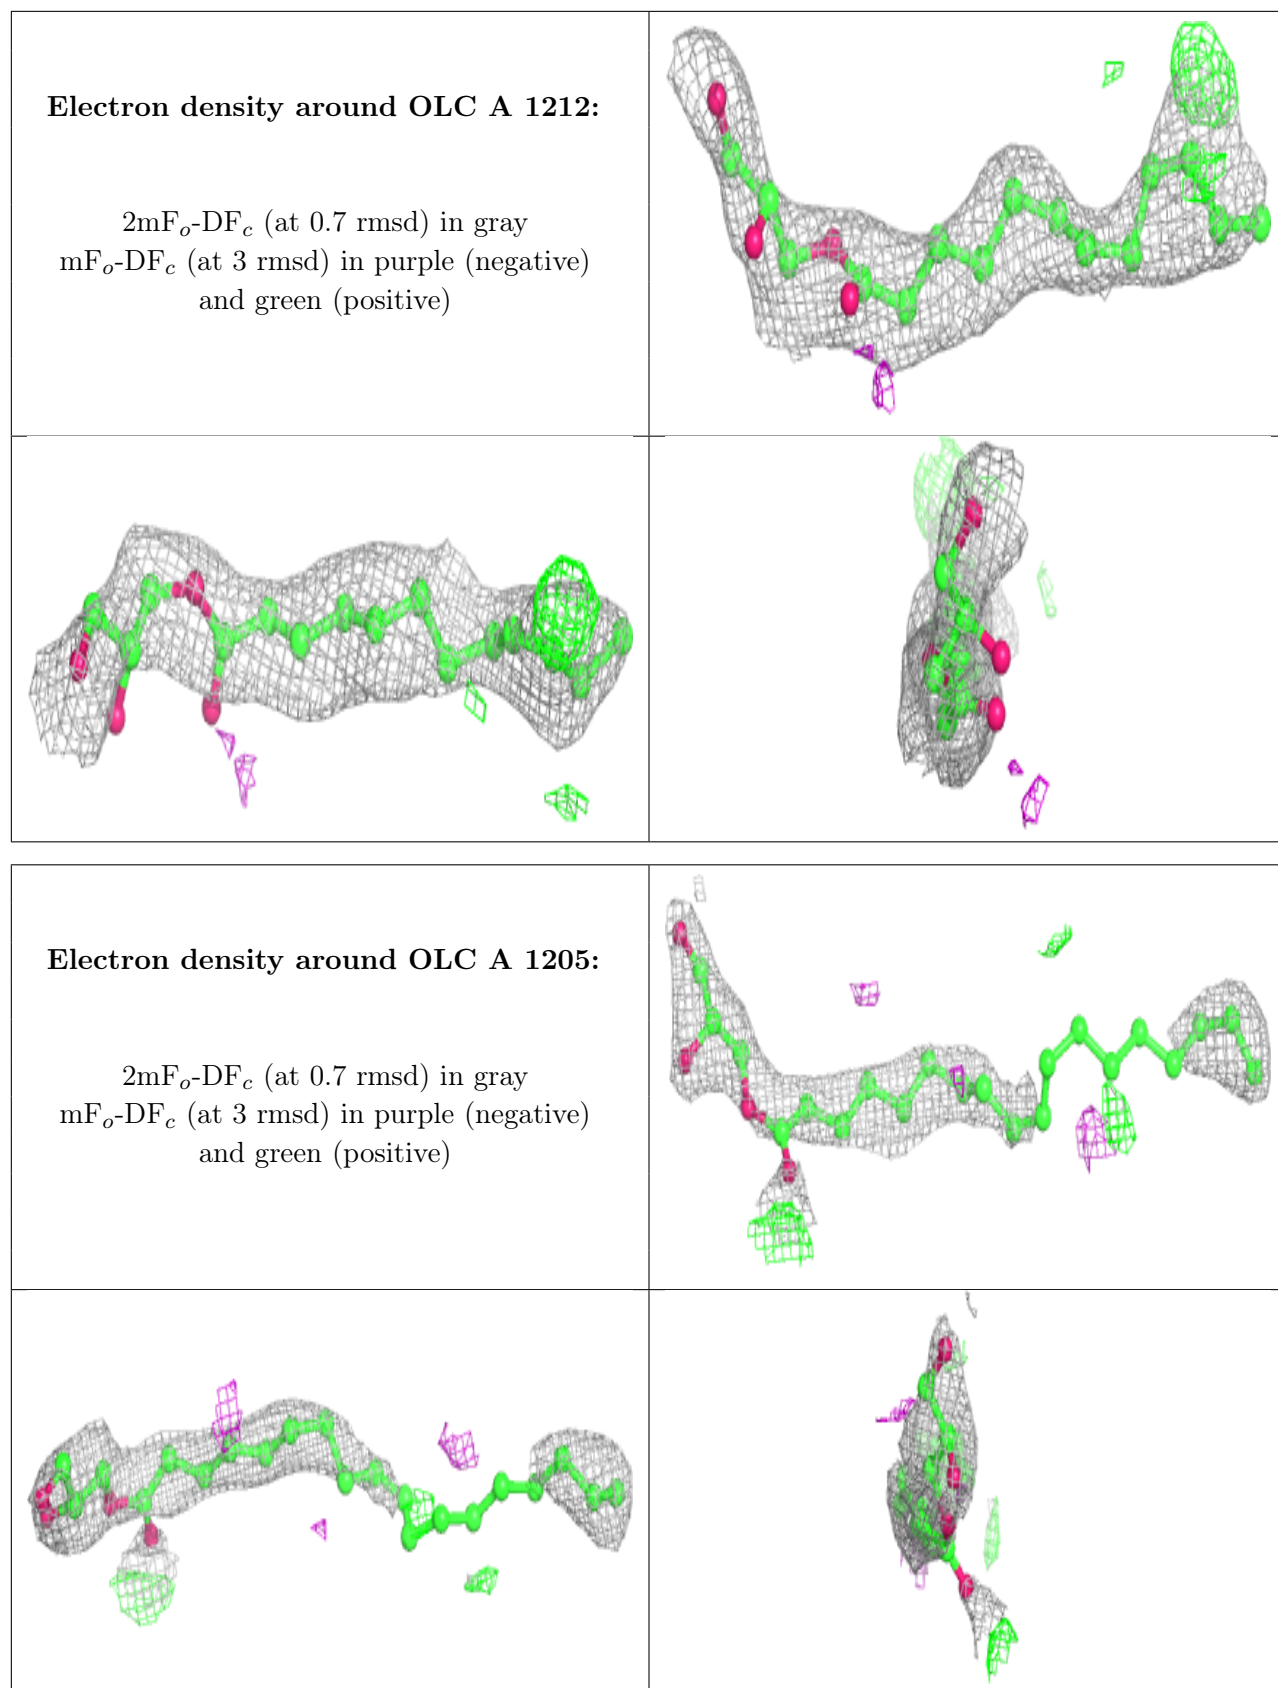 Electron density around OLC A 1212:
2mFo-DFc (at 0.7 rmsd) in gray
mFo-DFc (at 3 rmsd) in purple (negative)
and green (positive)
Electron density around OLC A 1205:
2mFo-DFc (at 0.7 rmsd) in gray
mFo-DFc (at 3 rmsd) in purple (negative)
and green (positive)